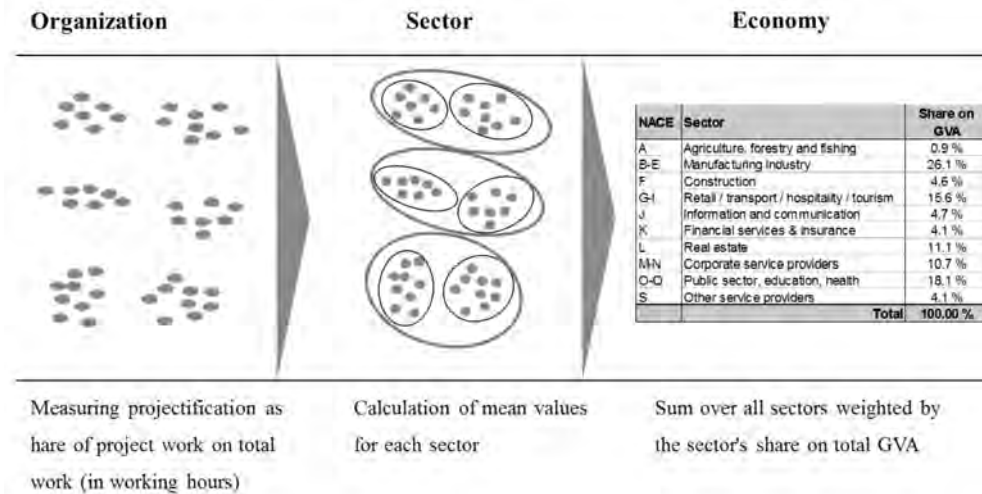 Organization Sector Economy
NACE Sector Share on GVA
A Agriculture, forestry and fishing 0.9 %
B-E Manufacturing Industry 26.1 %
F Construction 4.6 %
G-I Retail / transport / hospitality / tourism 15.6 %
J Information and communication 4.7 %
K Financial services & insurance 4.1 %
L Real estate 11.1 %
M-N Corporate service providers 10.7 %
O-Q Public sector, education, health 18.1 %
S Other service providers 4.1 %
Total 100.00 %
Measuring projectification as
hare of project work on total
work (in working hours)
Calculation of mean values
for each sector
Sum over all sectors weighted by
the sector's share on total GVA